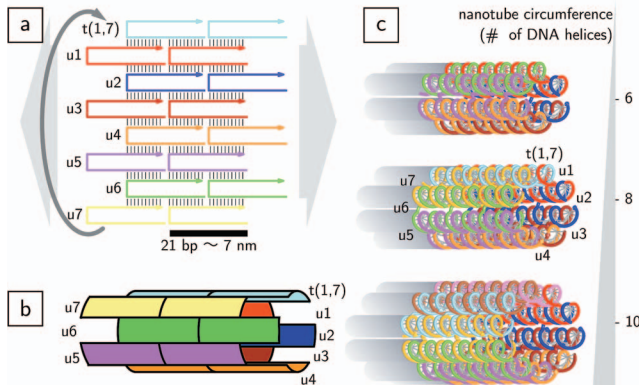 a
t(1,7)
u1
u2
u3
u4
u5
u6
u7
21 bp ~ 7 nm
b
u7
u6
u5
t(1,7)
u1
u2
u3
u4
c
nanotube circumference
(# of DNA helices)
6
t(1,7)
u7
u1
u6
u2
u5
u3
u4
8
10